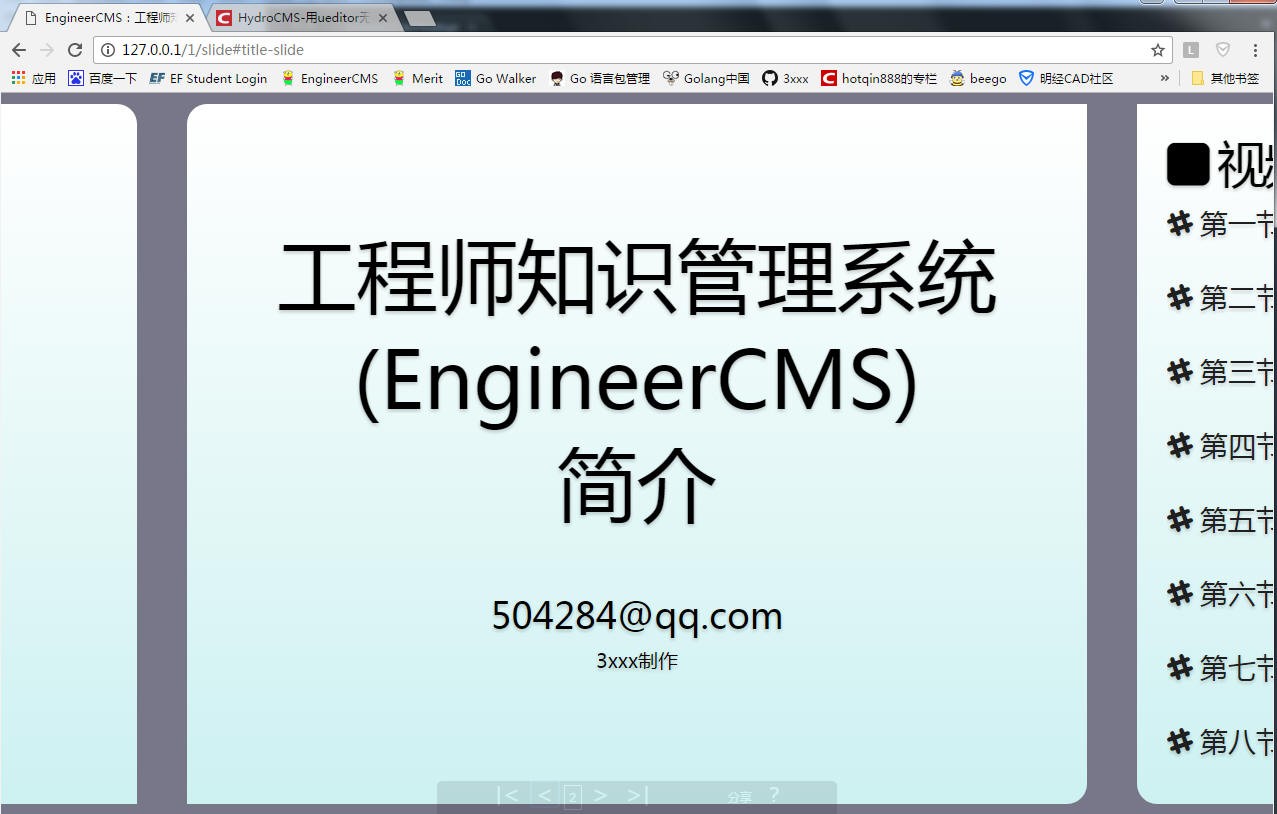 EngineerCMS：工程师
HydroCMS-用ueditor无
127.0.0.1/1/slide#title-slide
应用 百度一下 EF Student Login EngineerCMS Merit Go Walker Go 语言包管理 Golang中国 3xxx hotqin888的专栏 beego 明经CAD社区 » 其他书签
工程师知识管理系统
(EngineerCMS)
简介
504284@qq.com
3xxx制作
视
# 第一节
# 第二节
# 第三节
# 第四节
# 第五节
# 第六节
# 第七节
# 第八节
|< < 2 > >| 分享 ?